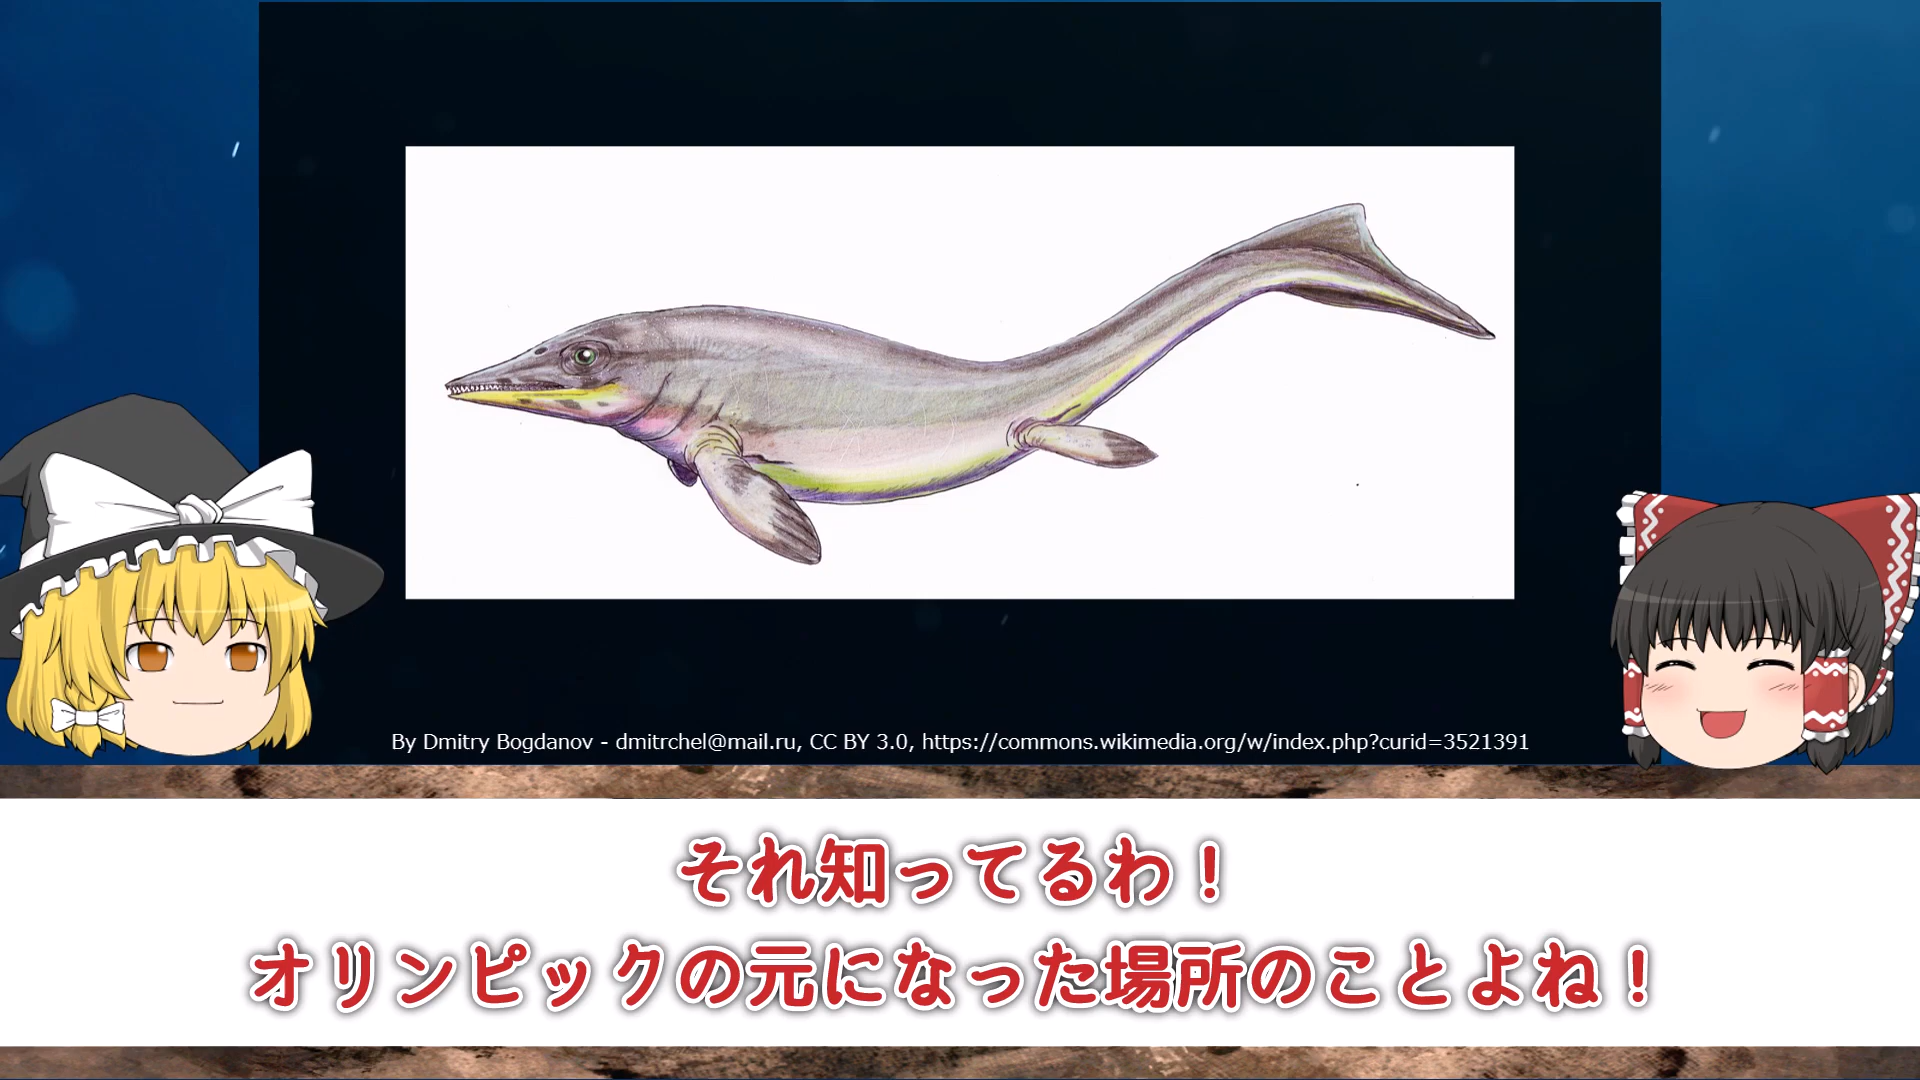 By Dmitry Bogdanov - dmitrchel@mail.ru, CC BY 3.0, https://commons.wikimedia.org/w/index.php?curid=3521391
それ知ってるわ！
オリンピックの元になった場所のことよね！